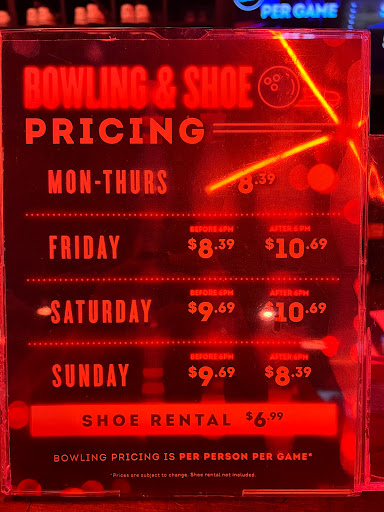 PER GAME
BOWLING & SHOE
PRICING
MON-THURS 8.39
BEFORE 6PM AFTER 6 PM
FRIDAY $8.39 $10.69
BEFORE 6PM AFTER 6PM
SATURDAY $9.69 $10.69
BEFORE 6PM AFTER 6PM
SUNDAY $9.69 $8.39
SHOE RENTAL $6.99
BOWLING PRICING IS PER PERSON PER GAME*
*Prices are subject to change. Shoe rental not included.